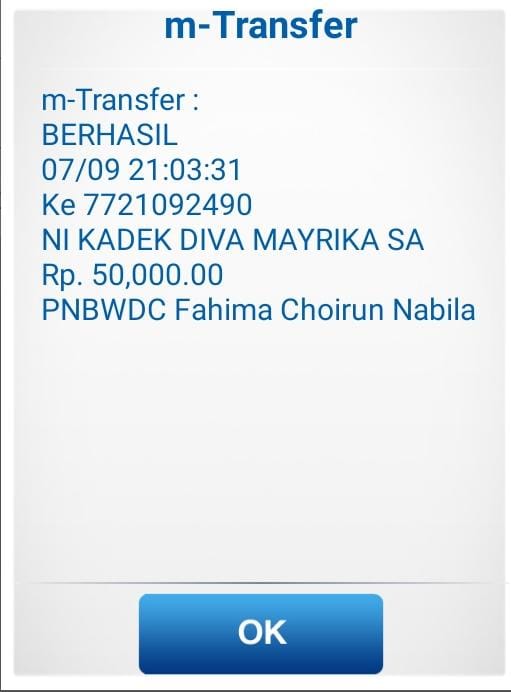 m-Transfer
m-Transfer :
BERHASIL
07/09 21:03:31
Ke 7721092490
NI KADEK DIVA MAYRIKA SA
Rp. 50,000.00
PNBWDC Fahima Choirun Nabila
OK